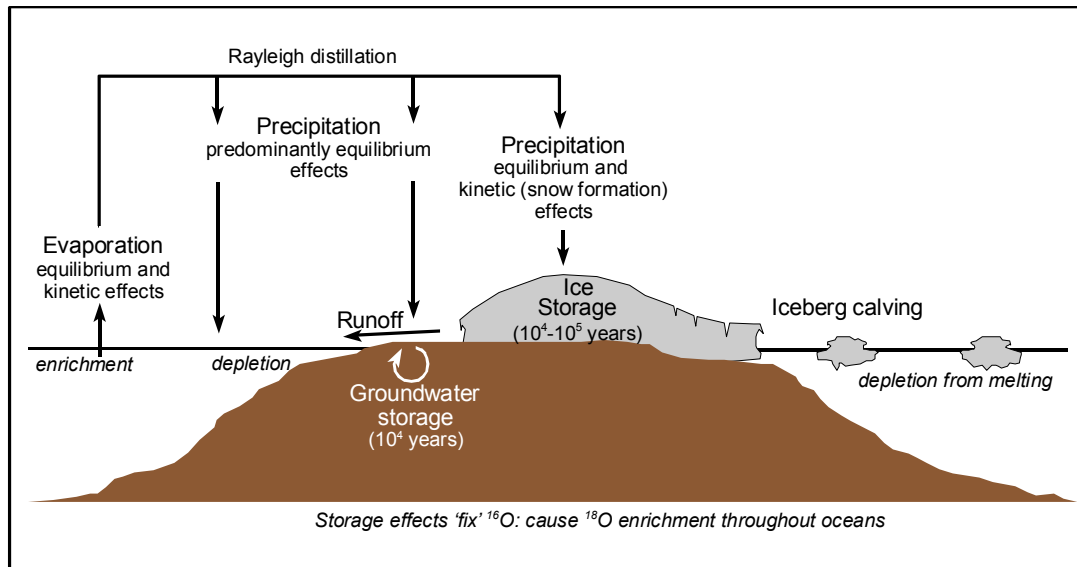 Rayleigh distillation
Precipitation
predominantly equilibrium
effects
Precipitation
equilibrium and
kinetic (snow formation)
effects
Evaporation
equilibrium and
kinetic effects
Ice
Storage
(10⁴-10⁵ years)
Iceberg calving
Runoff
enrichment
depletion
depletion from melting
Groundwater
storage
(10⁴ years)
Storage effects ‘fix’ ¹⁶O: cause ¹⁸O enrichment throughout oceans